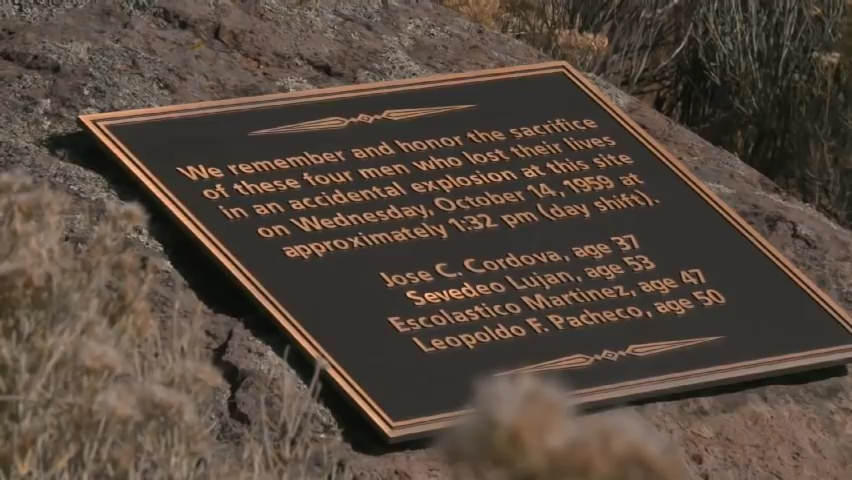 We remember and honor the sacrifice
of these four men who lost their lives
in an accidental explosion at this site
on Wednesday, October 14, 1959 at
approximately 1:32 pm (day shift).
Jose C. Cordova, age 37
Sevedeo Lujan, age 53
Escolastico Martinez, age 47
Leopoldo F. Pacheco, age 50